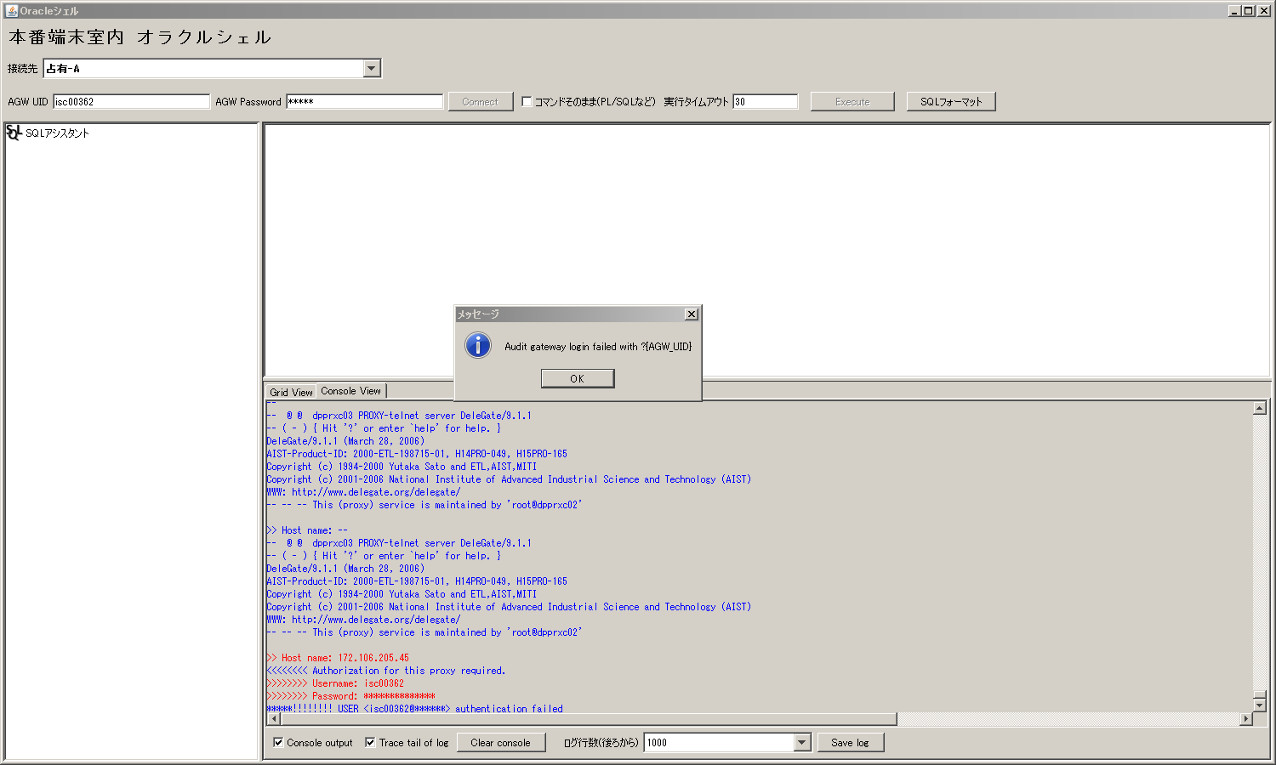 Oracleシェル
本番端末室内 オラクルシェル
接続先 占有-A
AGW UID isc00362 AGW Password ***** Connect コマンドそのまま(PL/SQLなど) 実行タイムアウト 30 Execute SQLフォーマット
SQL SQLアシスタント
メッセージ
Audit gateway login failed with ?{AGW_UID}
OK
Grid View Console View
--
-- @ @ dpprxc03 PROXY-telnet server DeleGate/9.1.1
-- ( - ) { Hit '?' or enter `help' for help. }
DeleGate/9.1.1 (March 28, 2006)
AIST-Product-ID: 2000-ETL-198715-01, H14PRO-049, H15PRO-165
Copyright (c) 1994-2000 Yutaka Sato and ETL,AIST,MITI
Copyright (c) 2001-2006 National Institute of Advanced Industrial Science and Technology (AIST)
WWW: http://www.delegate.org/delegate/
-- -- -- This (proxy) service is maintained by 'root@dpprxc02'
>> Host name: --
-- @ @ dpprxc03 PROXY-telnet server DeleGate/9.1.1
-- ( - ) { Hit '?' or enter `help' for help. }
DeleGate/9.1.1 (March 28, 2006)
AIST-Product-ID: 2000-ETL-198715-01, H14PRO-049, H15PRO-165
Copyright (c) 1994-2000 Yutaka Sato and ETL,AIST,MITI
Copyright (c) 2001-2006 National Institute of Advanced Industrial Science and Technology (AIST)
WWW: http://www.delegate.org/delegate/
-- -- -- This (proxy) service is maintained by 'root@dpprxc02'
>> Host name: 172.106.205.45
<<<<<<<< Authorization for this proxy required.
>>>>>>>> Username: isc00362
>>>>>>>> Password: **************
*****!!!!!!!! USER <isc00362@******> authentication failed
Console output Trace tail of log Clear console ログ行数(後ろから) 1000 Save log